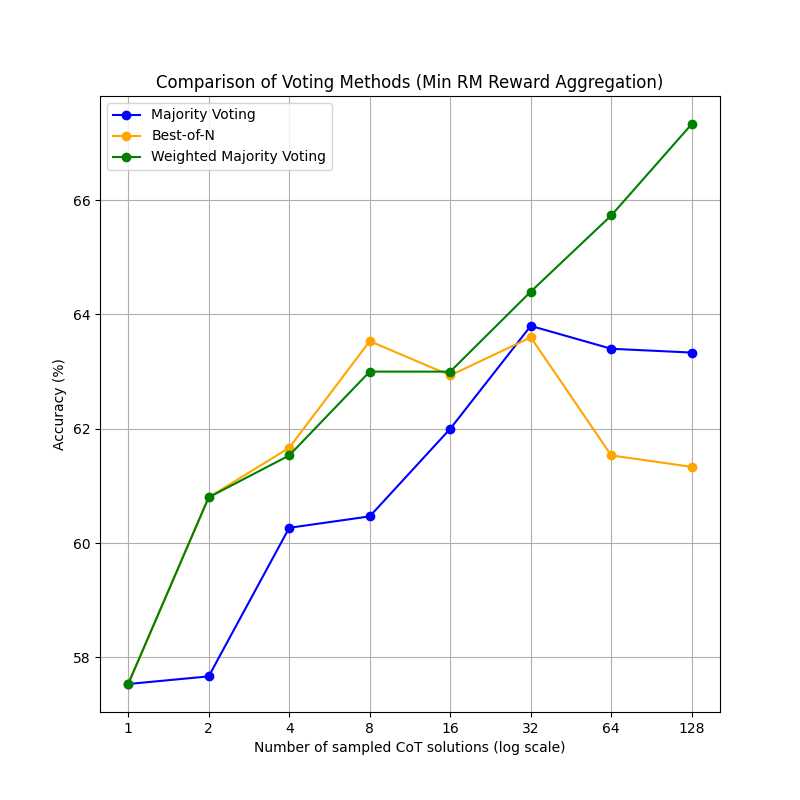 Comparison of Voting Methods (Min RM Reward Aggregation)
Majority Voting
Best-of-N
Weighted Majority Voting
Accuracy (%)
66
64
62
60
58
1 2 4 8 16 32 64 128
Number of sampled CoT solutions (log scale)